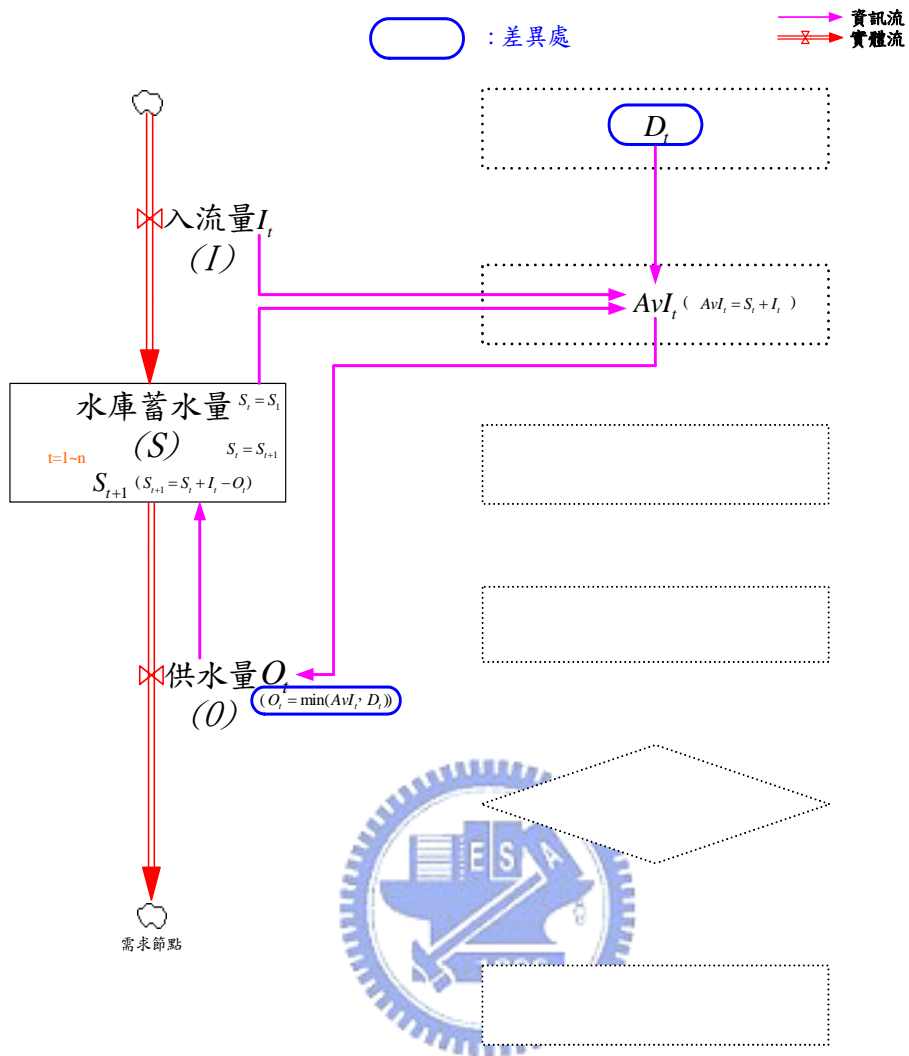 ：差異處
資訊流
實體流
D_t
入流量I_t
(I)
AvI_t ( AvI_t = S_t + I_t )
水庫蓄水量 S_t = S_1
(S) S_t = S_{t+1}
t=1~n
S_{t+1} (S_{t+1} = S_t + I_t - O_t)
供水量O_t
(O) (O_t = min(AvI_t, D_t))
E S A
需求節點